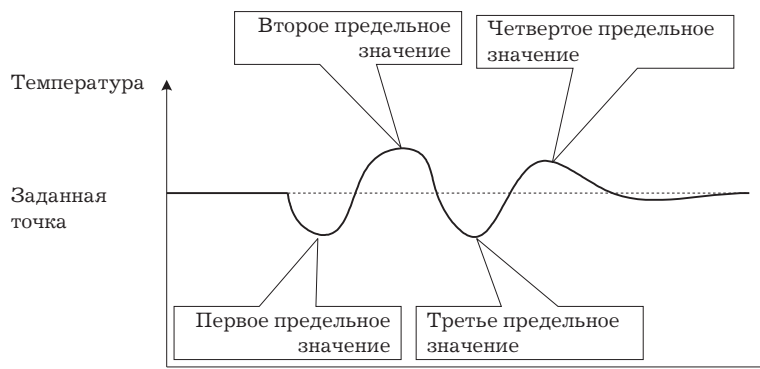 Второе предельное
значение
Четвертое предельное
значение
Температура
Заданная
точка
Первое предельное
значение
Третье предельное
значение